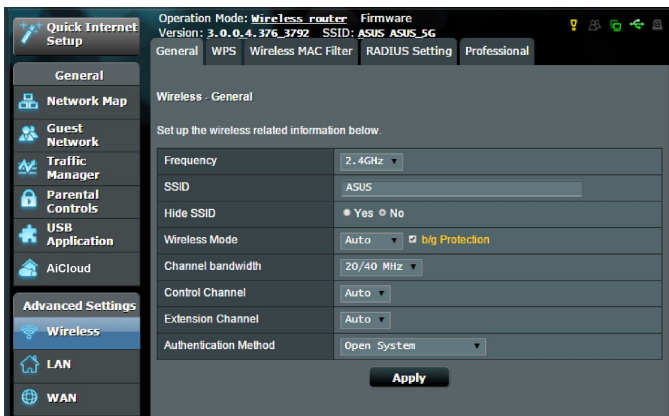 Quick Internet
Setup
Operation Mode: Wireless router Firmware
Version: 3.0.0.4.376_3792 SSID: ASUS ASUS_5G
General WPS Wireless MAC Filter RADIUS Setting Professional
General
Network Map
Guest
Network
Traffic
Manager
Parental
Controls
USB
Application
AiCloud
Advanced Settings
Wireless
LAN
WAN
Wireless - General
Set up the wireless related information below.
Frequency 2.4GHz
SSID ASUS
Hide SSID Yes No
Wireless Mode Auto b/g Protection
Channel bandwidth 20/40 MHz
Control Channel Auto
Extension Channel Auto
Authentication Method Open System
Apply